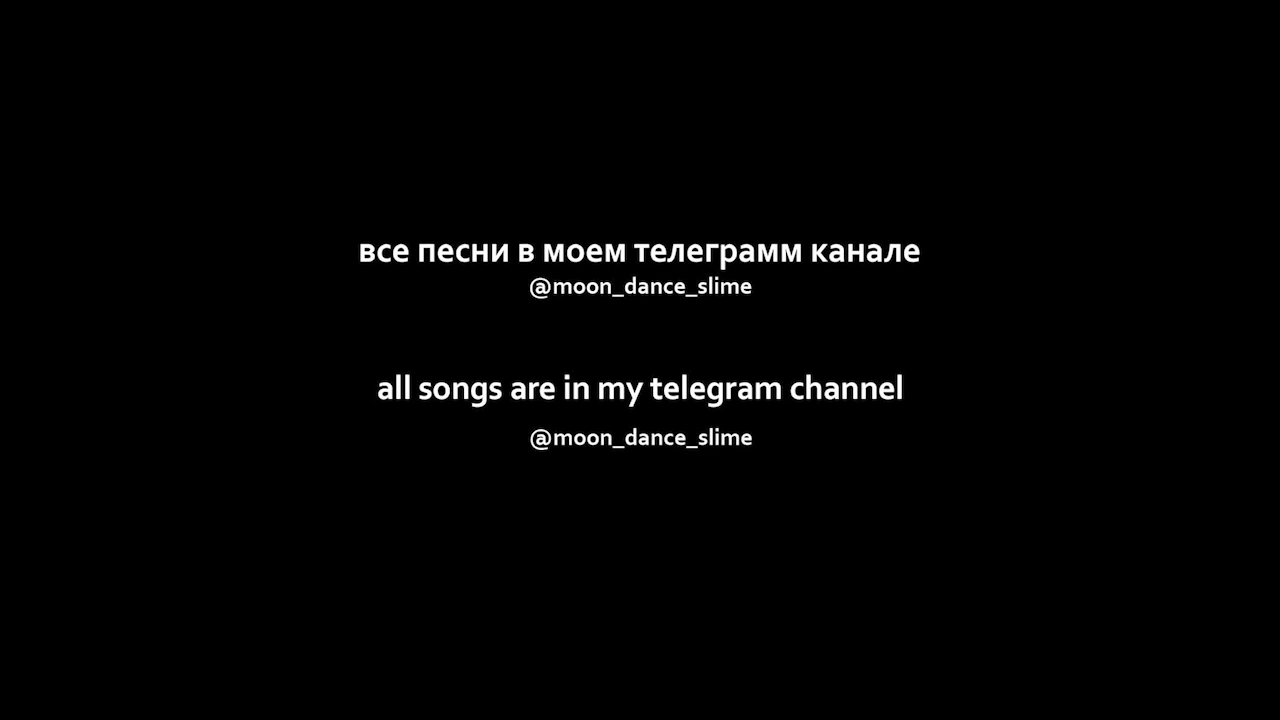 все песни в моем телеграмм канале
@moon_dance_slime
all songs are in my telegram channel
@moon_dance_slime